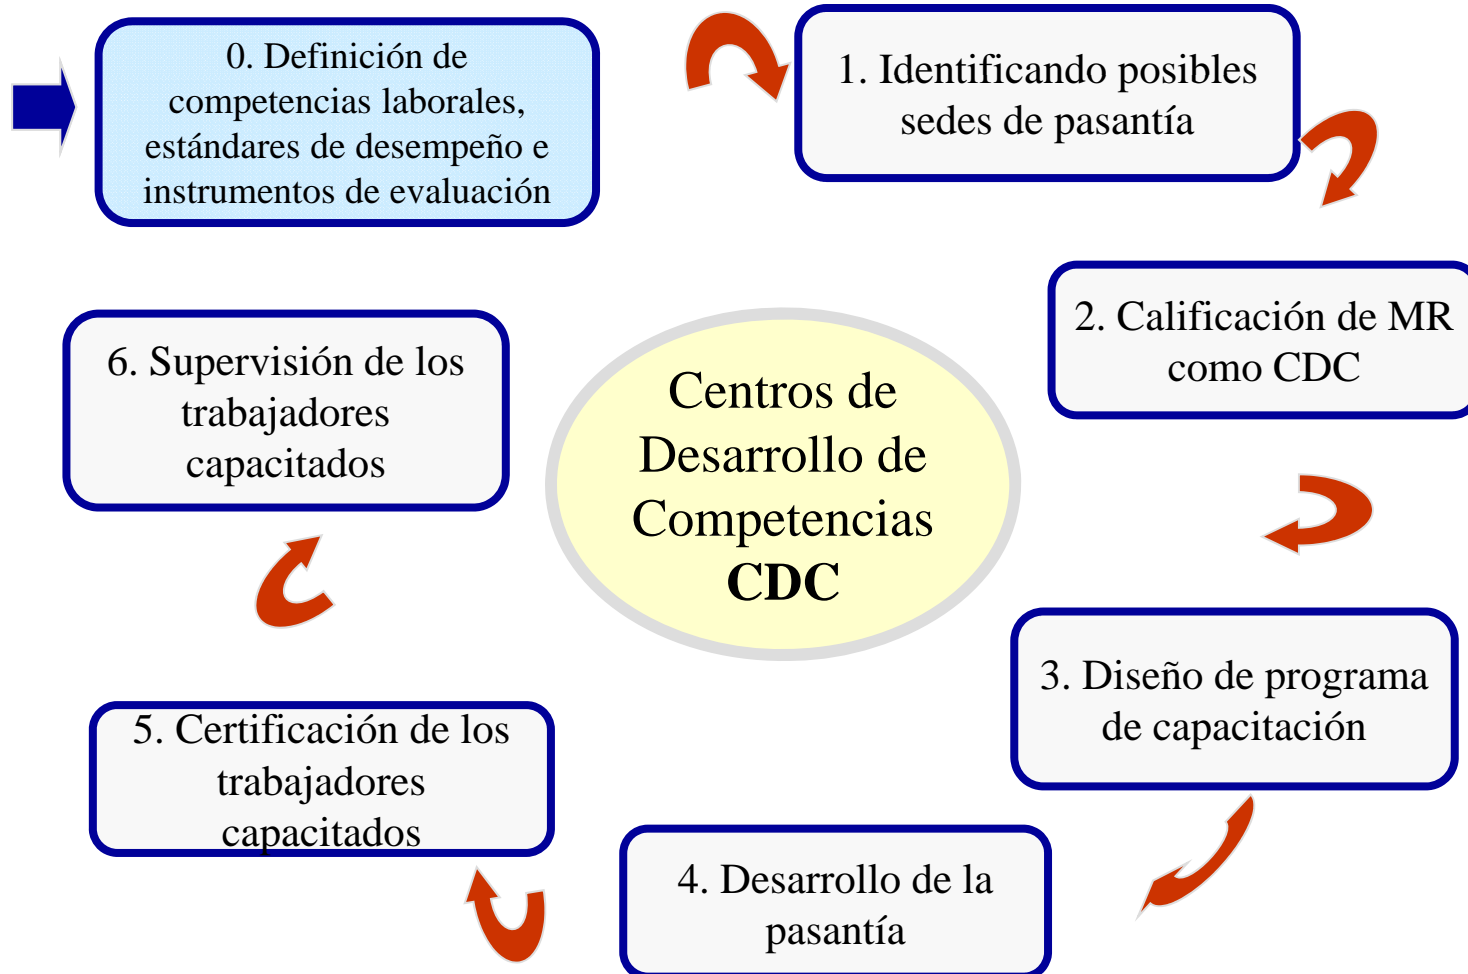 0. Definición de
competencias laborales,
estándares de desempeño e
instrumentos de evaluación
1. Identificando posibles
sedes de pasantía
2. Calificación de MR
como CDC
3. Diseño de programa
de capacitación
4. Desarrollo de la
pasantía
5. Certificación de los
trabajadores
capacitados
6. Supervisión de los
trabajadores
capacitados
Centros de
Desarrollo de
Competencias
CDC